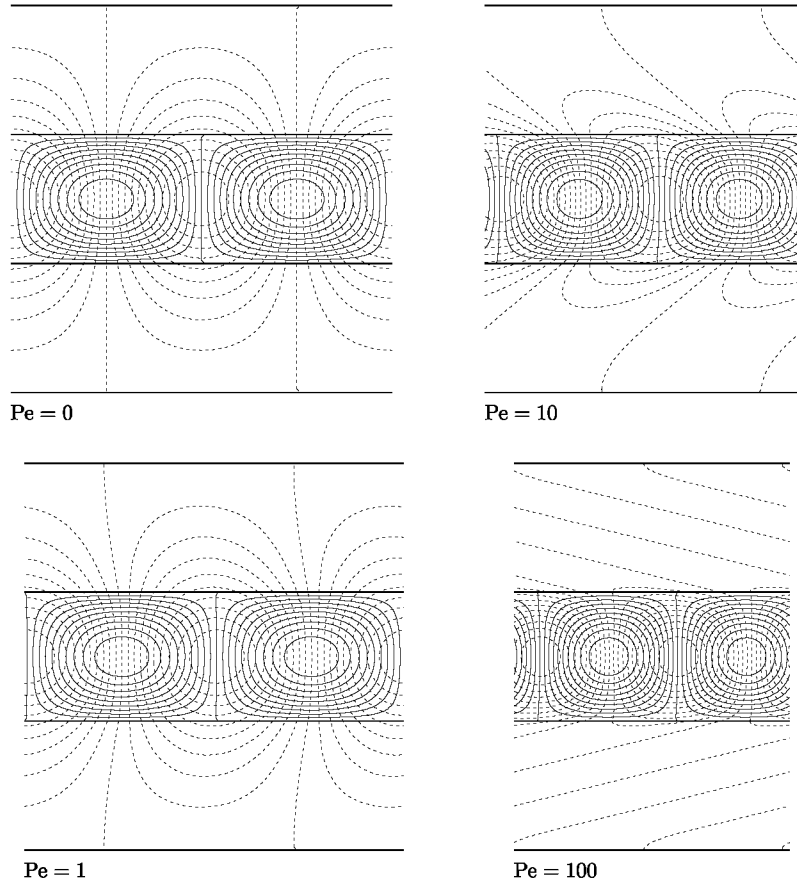 Pe = 0
Pe = 10
Pe = 1
Pe = 100